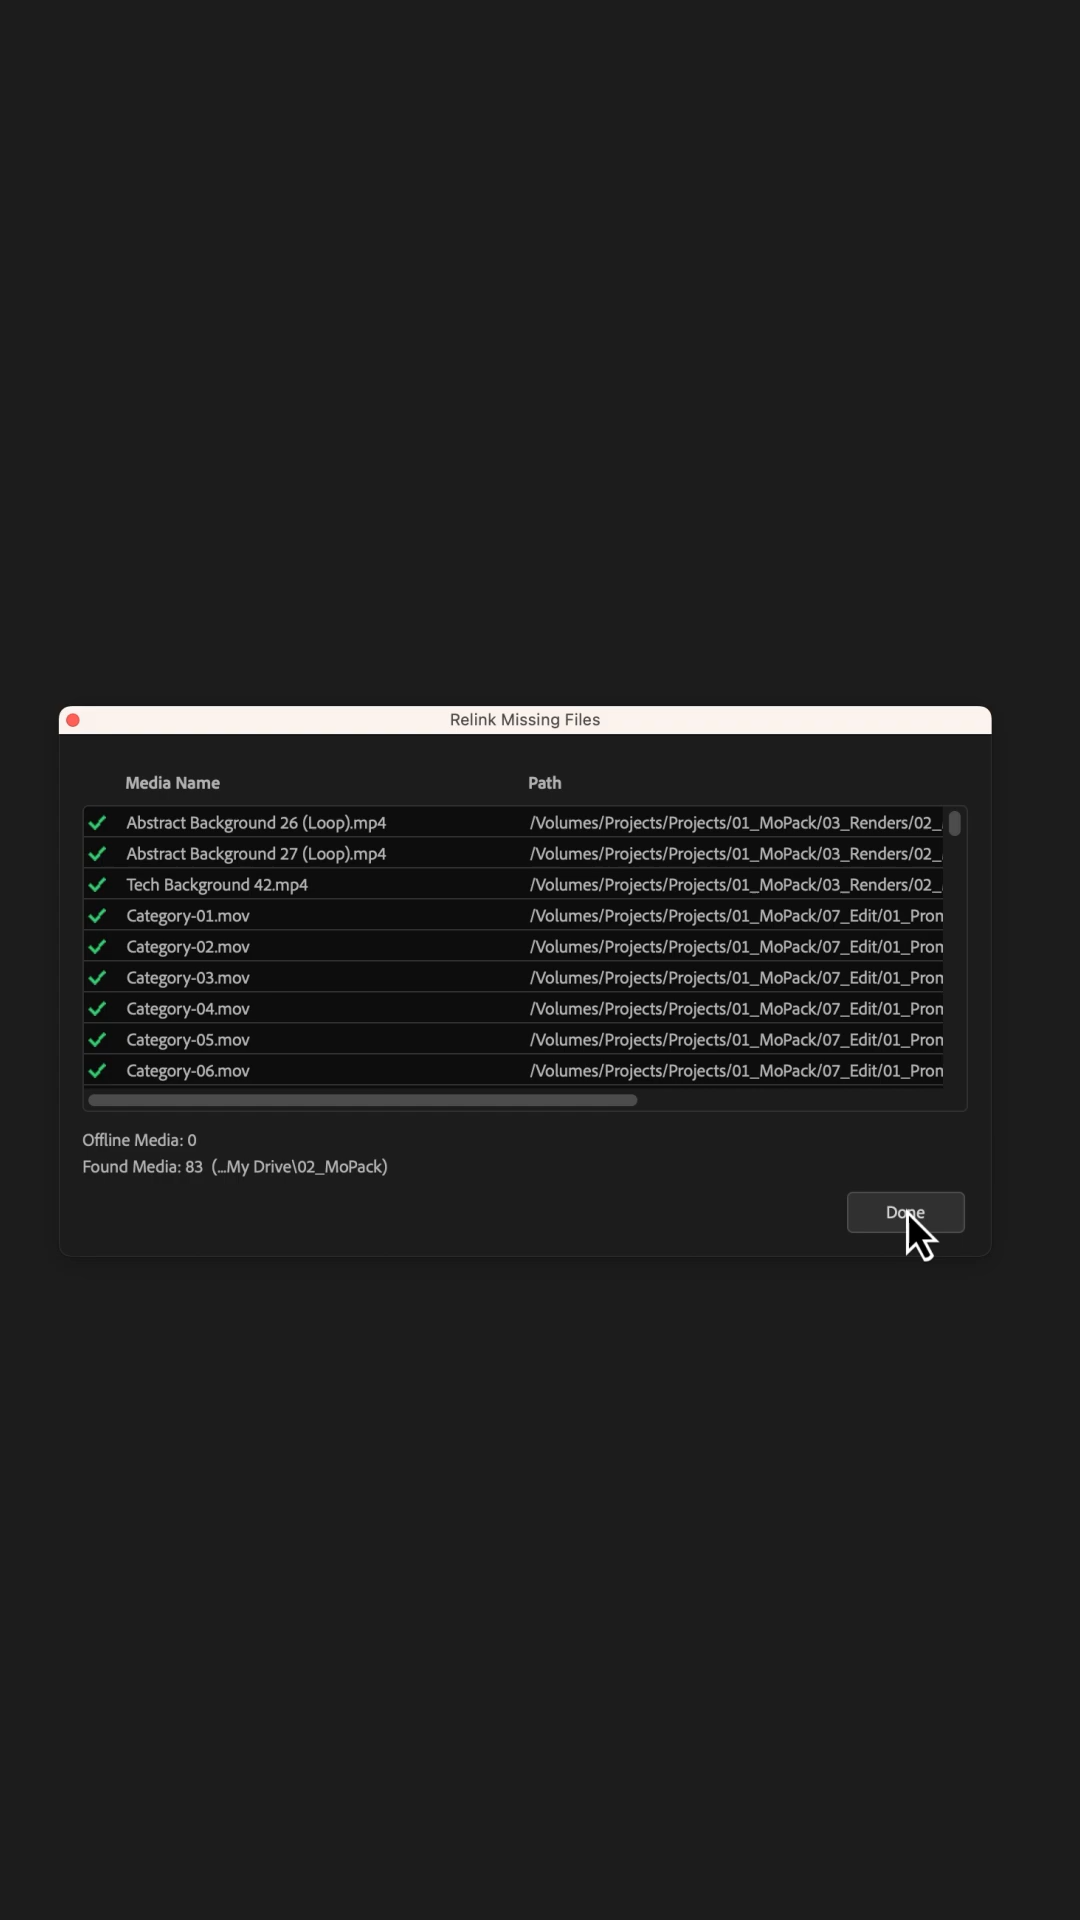 Relink Missing Files
Media Name Path
Abstract Background 26 (Loop).mp4 /Volumes/Projects/Projects/01_MoPack/03_Renders/02_
Abstract Background 27 (Loop).mp4 /Volumes/Projects/Projects/01_MoPack/03_Renders/02_
Tech Background 42.mp4 /Volumes/Projects/Projects/01_MoPack/03_Renders/02_
Category-01.mov /Volumes/Projects/Projects/01_MoPack/07_Edit/01_Pron
Category-02.mov /Volumes/Projects/Projects/01_MoPack/07_Edit/01_Pron
Category-03.mov /Volumes/Projects/Projects/01_MoPack/07_Edit/01_Pron
Category-04.mov /Volumes/Projects/Projects/01_MoPack/07_Edit/01_Pron
Category-05.mov /Volumes/Projects/Projects/01_MoPack/07_Edit/01_Pron
Category-06.mov /Volumes/Projects/Projects/01_MoPack/07_Edit/01_Pron
Offline Media: 0
Found Media: 83 (...My Drive\02_MoPack)
Done